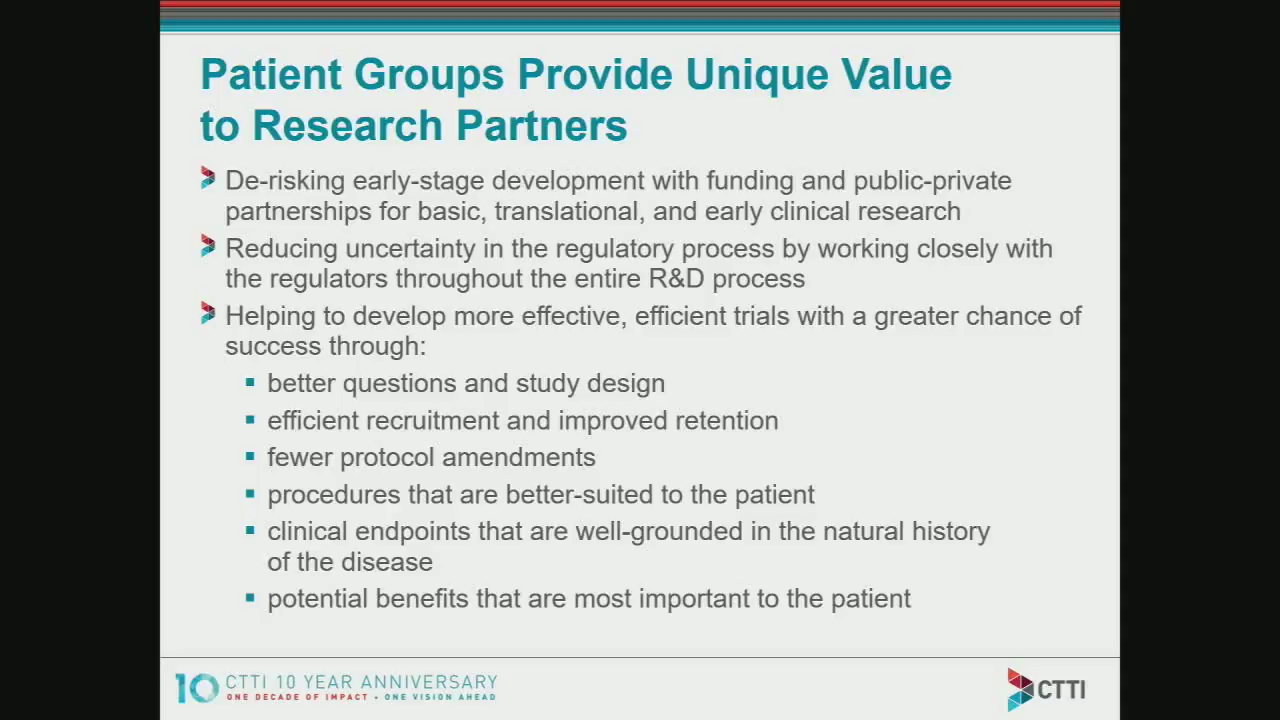 Patient Groups Provide Unique Value
to Research Partners
De-risking early-stage development with funding and public-private
partnerships for basic, translational, and early clinical research
Reducing uncertainty in the regulatory process by working closely with
the regulators throughout the entire R&D process
Helping to develop more effective, efficient trials with a greater chance of
success through:
better questions and study design
efficient recruitment and improved retention
fewer protocol amendments
procedures that are better-suited to the patient
clinical endpoints that are well-grounded in the natural history
of the disease
potential benefits that are most important to the patient
10 CTTI 10 YEAR ANNIVERSARY
ONE DECADE OF IMPACT • ONE VISION AHEAD
CTTI